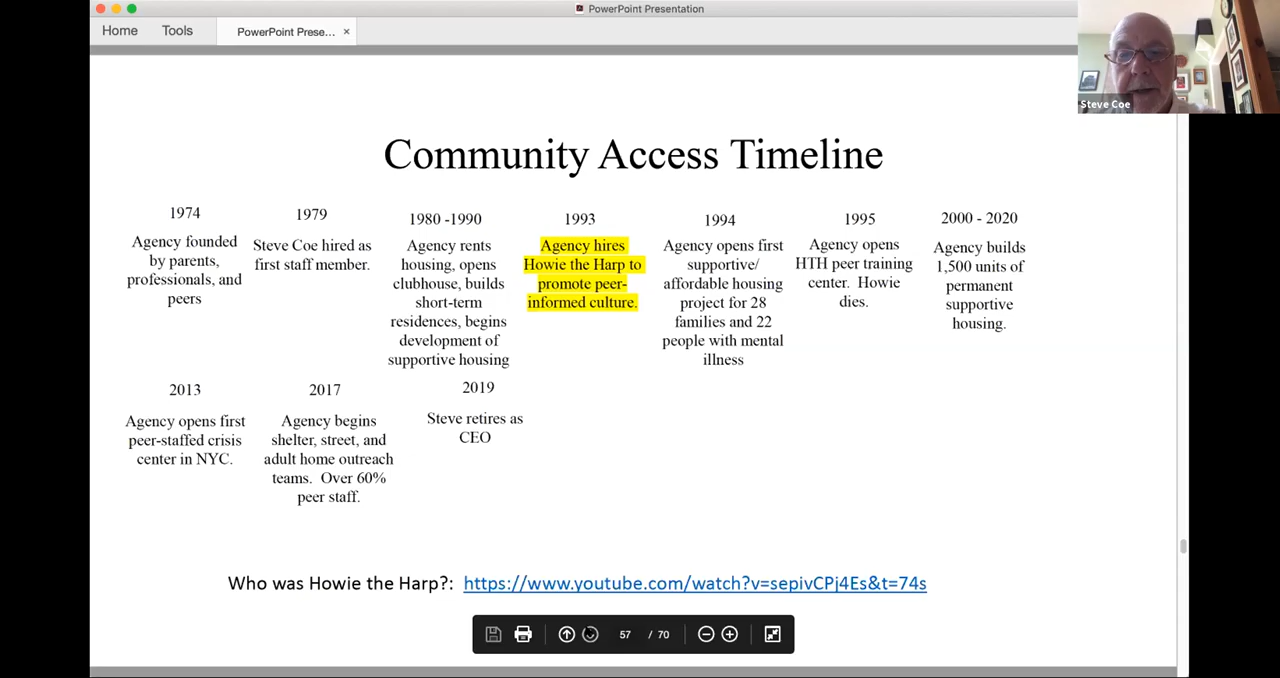 PowerPoint Presentation
Home
Tools
PowerPoint Prese... ×
Steve Coe
Community Access Timeline
1974
Agency founded
by parents,
professionals, and
peers
1979
Steve Coe hired as
first staff member.
1980 -1990
Agency rents
housing, opens
clubhouse, builds
short-term
residences, begins
development of
supportive housing
1993
Agency hires
Howie the Harp to
promote peer-
informed culture.
1994
Agency opens first
supportive/
affordable housing
project for 28
families and 22
people with mental
illness
1995
Agency opens
HTH peer training
center. Howie
dies.
2000 - 2020
Agency builds
1,500 units of
permanent
supportive
housing.
2013
Agency opens first
peer-staffed crisis
center in NYC.
2017
Agency begins
shelter, street, and
adult home outreach
teams. Over 60%
peer staff.
2019
Steve retires as
CEO
Who was Howie the Harp?: https://www.youtube.com/watch?v=sepivCPj4Es&t=74s
57 / 70